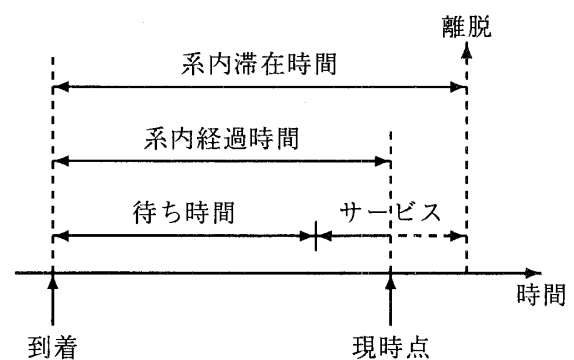 離脱
系内滞在時間
系内経過時間
待ち時間
サービス
時間
到着
現時点